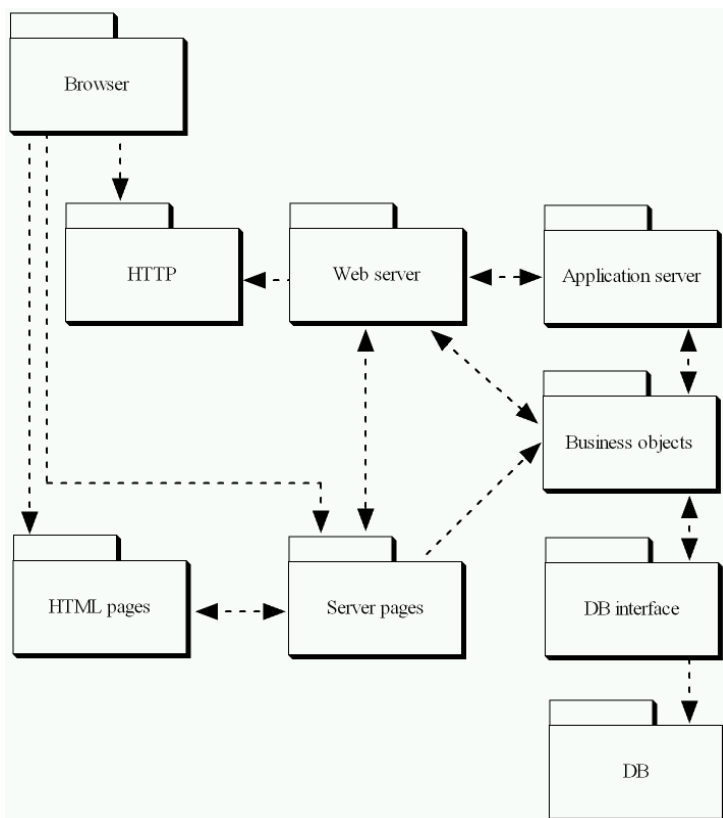 Browser
HTTP
Web server
Application server
Business objects
HTML pages
Server pages
DB interface
DB